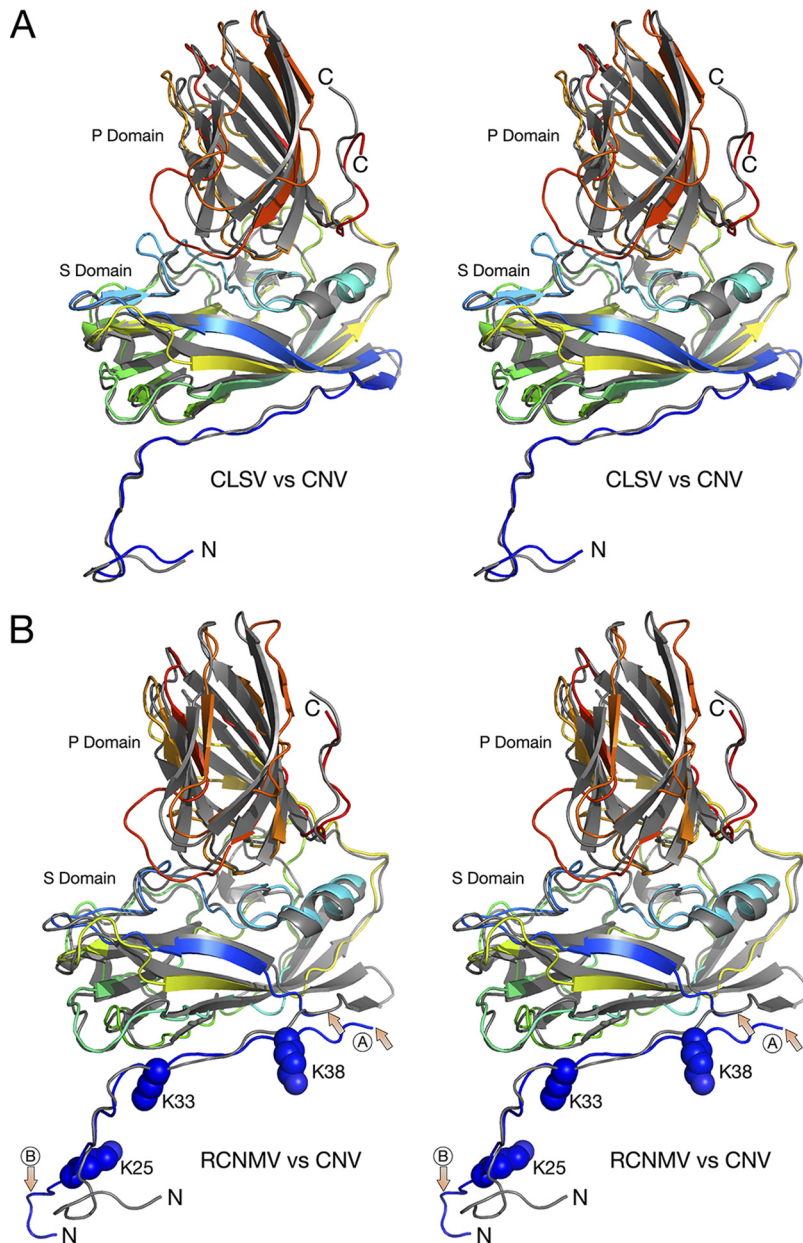 A
C C
P Domain P Domain
C C
S Domain S Domain
CLSV vs CNV CLSV vs CNV
N N
B
C C
P Domain P Domain
S Domain S Domain
A A
K38 K38
K33 K33
B B
K25 RCNMV vs CNV K25 RCNMV vs CNV
N N
N N